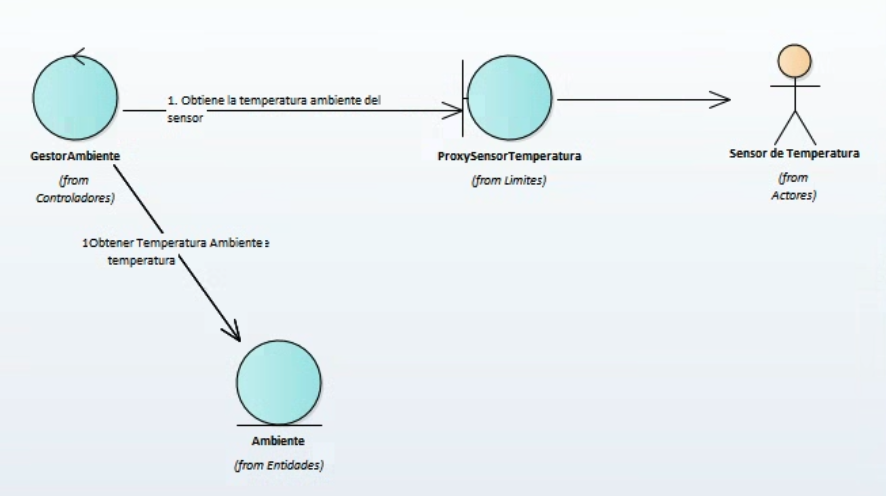 1. Obtiene la temperatura ambiente del
sensor
GestorAmbiente
(from
Controladores)
ProxySensorTemperatura
(from Limites)
Sensor de Temperatura
(from
Actores)
1Obtener Temperatura Ambiente
temperatura
Ambiente
(from Entidades)